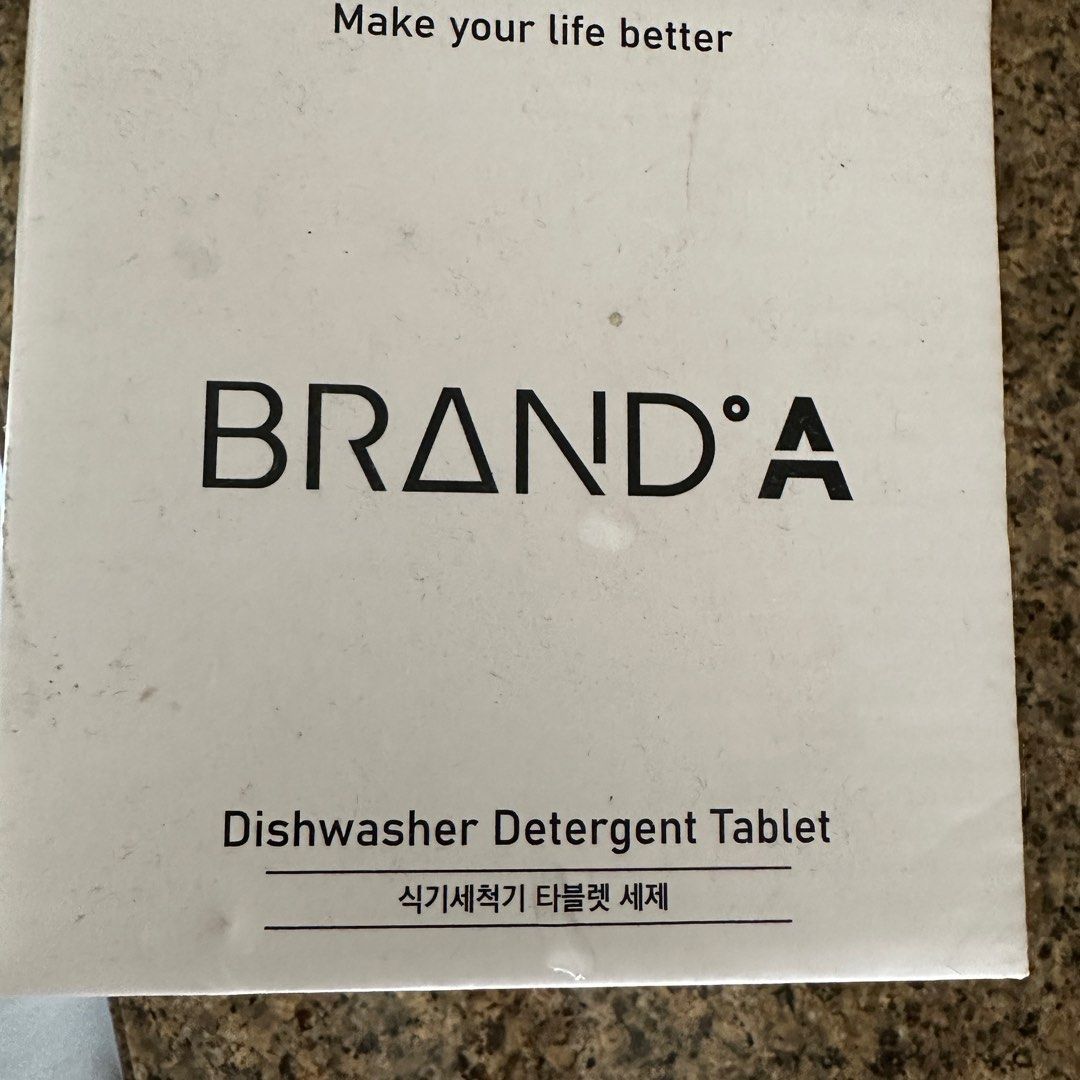 Make your life better
BRAND°A
Dishwasher Detergent Tablet
식기세척기 타블렛 세제